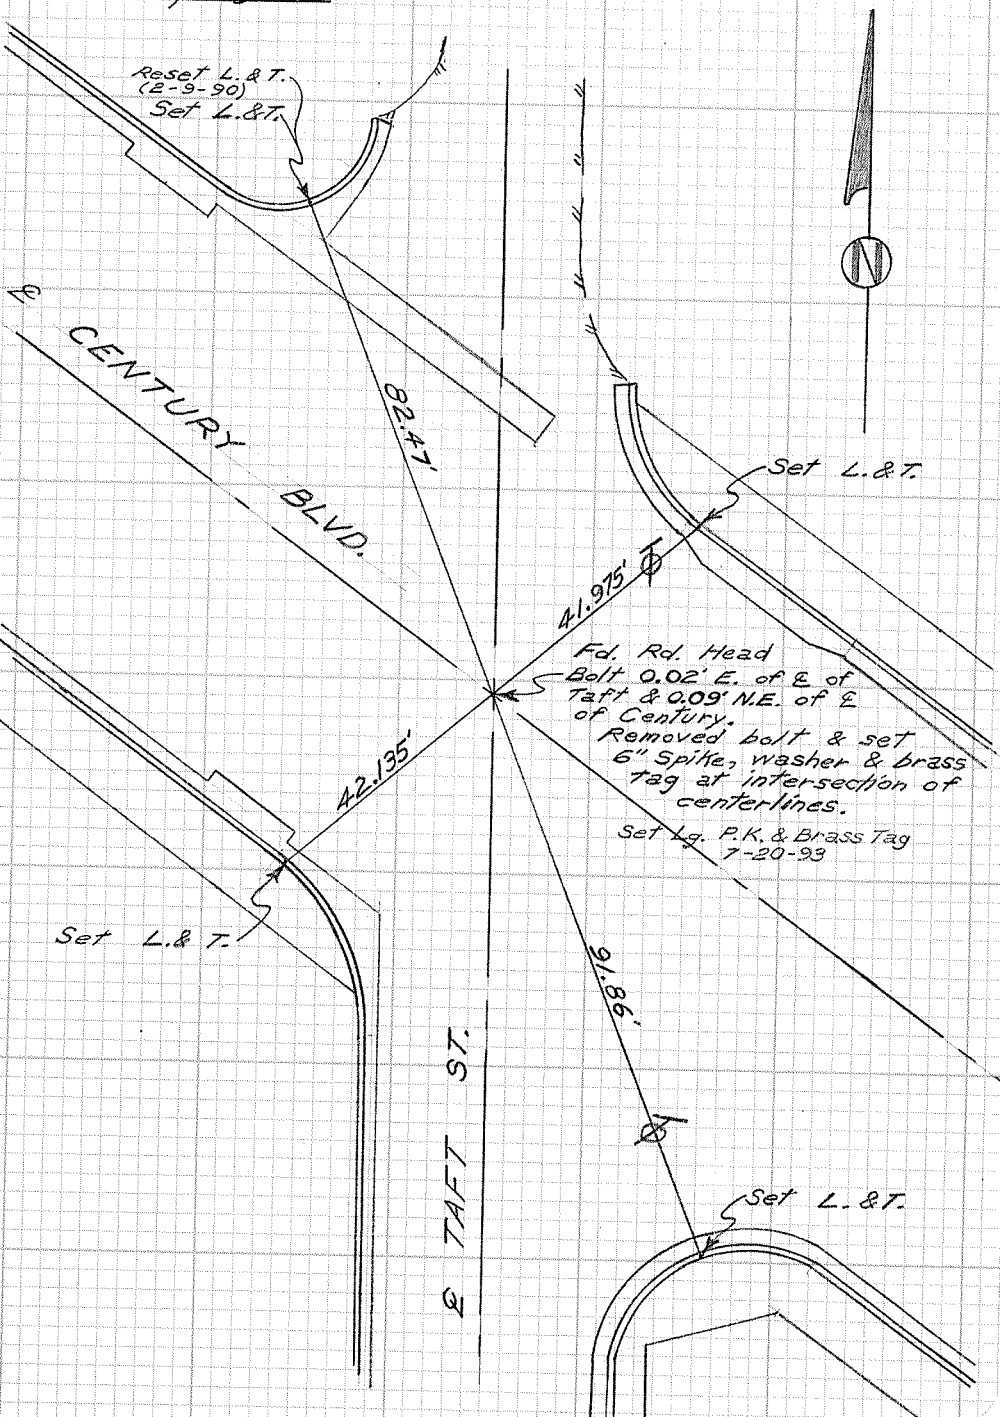 Reset L. & T.
(2-9-90)
Set L.&T.
N
℄
CENTURY BLVD.
82.47'
Set L. & T.
41.975'
Fd. Rd. Head
Bolt 0.02' E. of ℄ of
Taft & 0.09' N.E. of ℄
of Century.
Removed bolt & set
6" Spike, washer & brass
tag at intersection of
centerlines.
Set Lg. P.K. & Brass Tag
7-20-93
42.135'
Set L. & T.
91.86'
℄ TAFT ST.
Set L. & T.